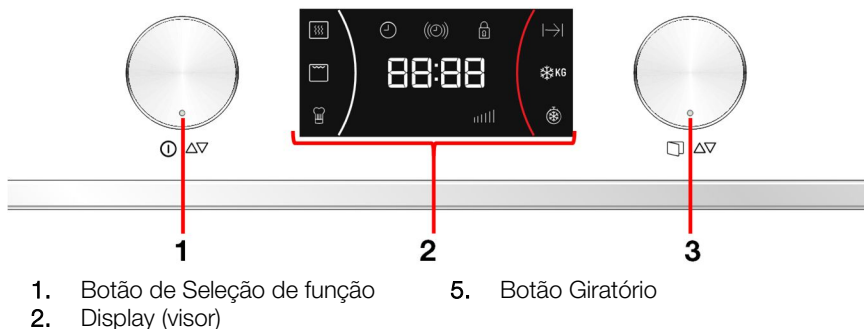 88:88
KG
1 2 3
1. Botão de Seleção de função
2. Display (visor)
5. Botão Giratório